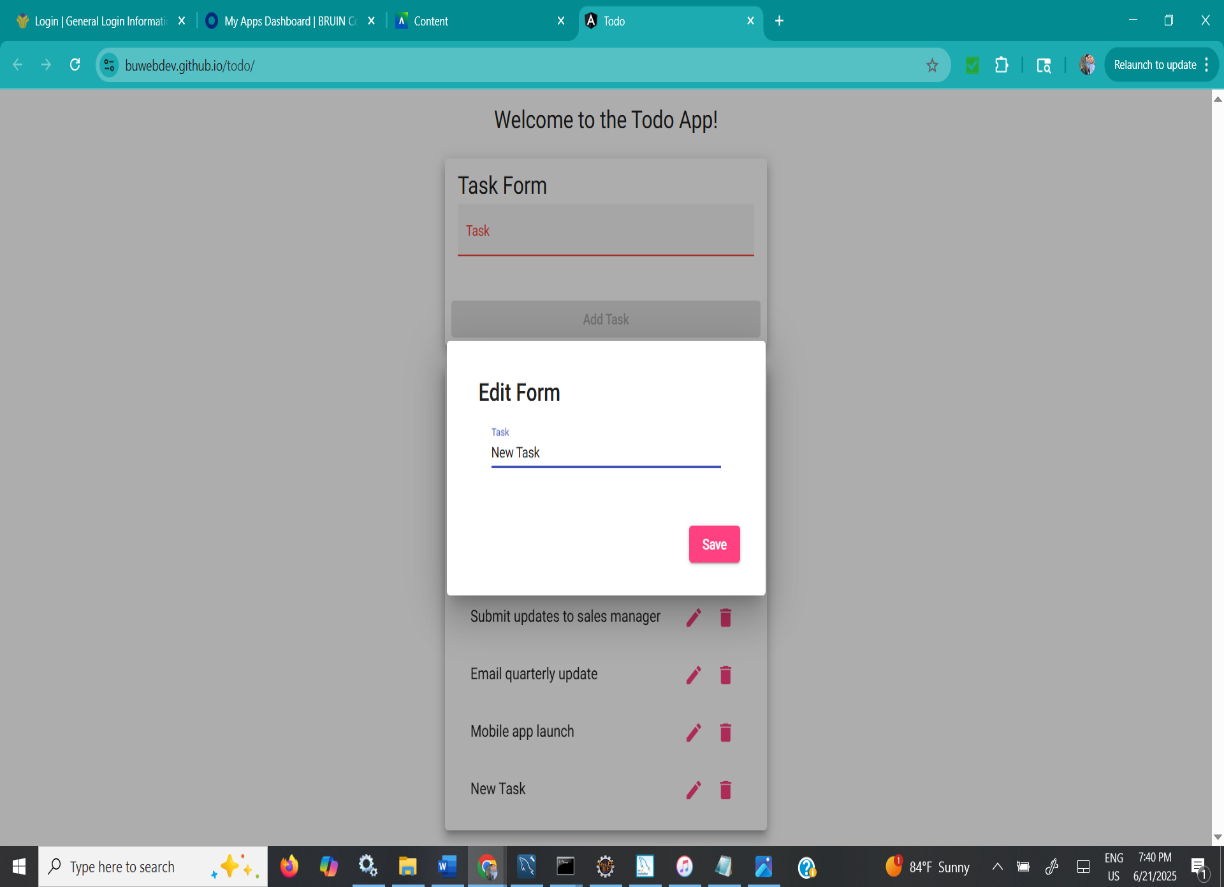 Login | General Login Informati
My Apps Dashboard | BRUIN Co
Content
Todo
buwebdev.github.io/todo/
Relaunch to update
Welcome to the Todo App!
Task Form
Task
Add Task
Edit Form
Task
New Task
Save
Submit updates to sales manager
Email quarterly update
Mobile app launch
New Task
Type here to search
84°F Sunny
ENG
US
7:40 PM
6/21/2025